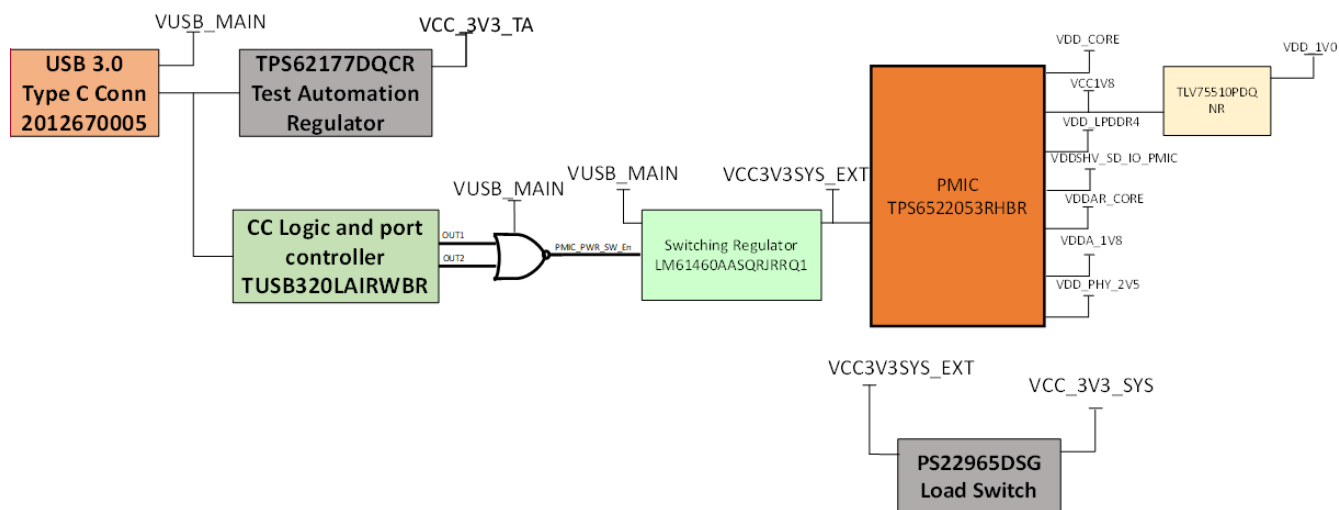 VUSB_MAIN
VCC_3V3_TA
USB 3.0
Type C Conn
2012670005
TPS62177DQCR
Test Automation
Regulator
VDD_CORE
VDD_1V0
VCC1V8
TLV75510PDQ
NR
VDD_LPDDR4
VDDSHV_SD_IO_PMIC
VUSB_MAIN
VUSB_MAIN
VCC3V3SYS_EXT
PMIC
TPS6522053RHBR
VDDAR_CORE
CC Logic and port
controller
TUSB320LAIRWBR
OUT1
OUT2
PMIC_PWR_SW_En
Switching Regulator
LM61460AASQRJRRQ1
VDDA_1V8
VDD_PHY_2V5
VCC3V3SYS_EXT
VCC_3V3_SYS
PS22965DSG
Load Switch